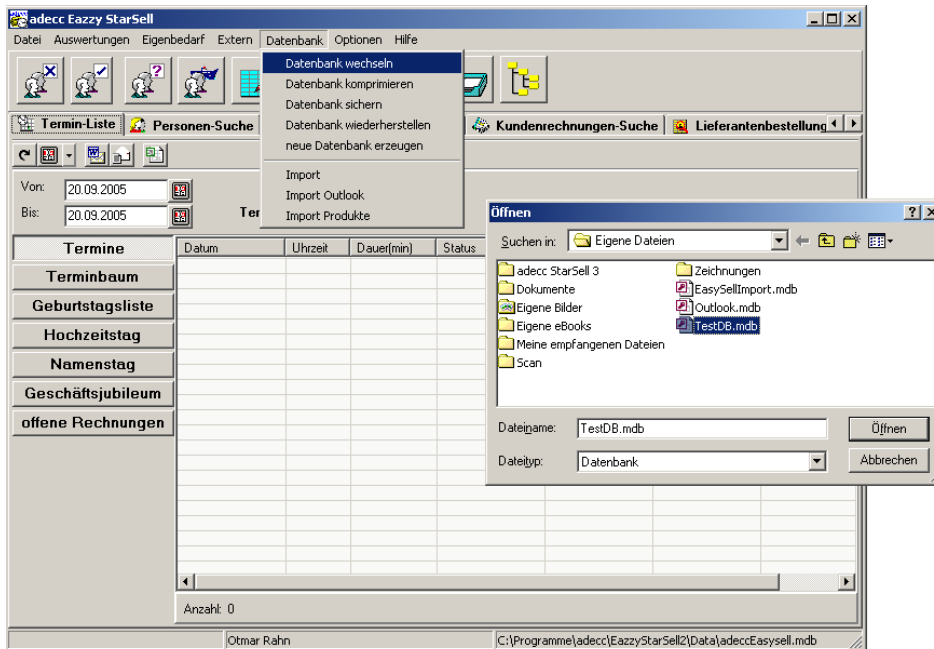 adecc Eazzy StarSell
Datei Auswertungen Eigenbedarf Extern Datenbank Optionen Hilfe
Datenbank wechseln
Datenbank komprimieren
Datenbank sichern
Datenbank wiederherstellen
neue Datenbank erzeugen
Import
Import Outlook
Import Produkte
Termin-Liste Personen-Suche Kundenrechnungen-Suche Lieferantenbestellung
Von: 20.09.2005
Bis: 20.09.2005
Ter
Termine
Terminbaum
Geburtstagsliste
Hochzeitstag
Namenstag
Geschäftsjubileum
offene Rechnungen
Datum Uhrzeit Dauer(min) Status
Öffnen
Suchen in: Eigene Dateien
adecc StarSell 3
Dokumente
Eigene Bilder
Eigene eBooks
Meine empfangenen Dateien
Scan
Zeichnungen
EasySellImport.mdb
Outlook.mdb
TestDB.mdb
Dateiname: TestDB.mdb Öffnen
Dateityp: Datenbank Abbrechen
Anzahl: 0
Otmar Rahn C:\Programme\adecc\EazzyStarSell2\Data\adeccEasysell.mdb